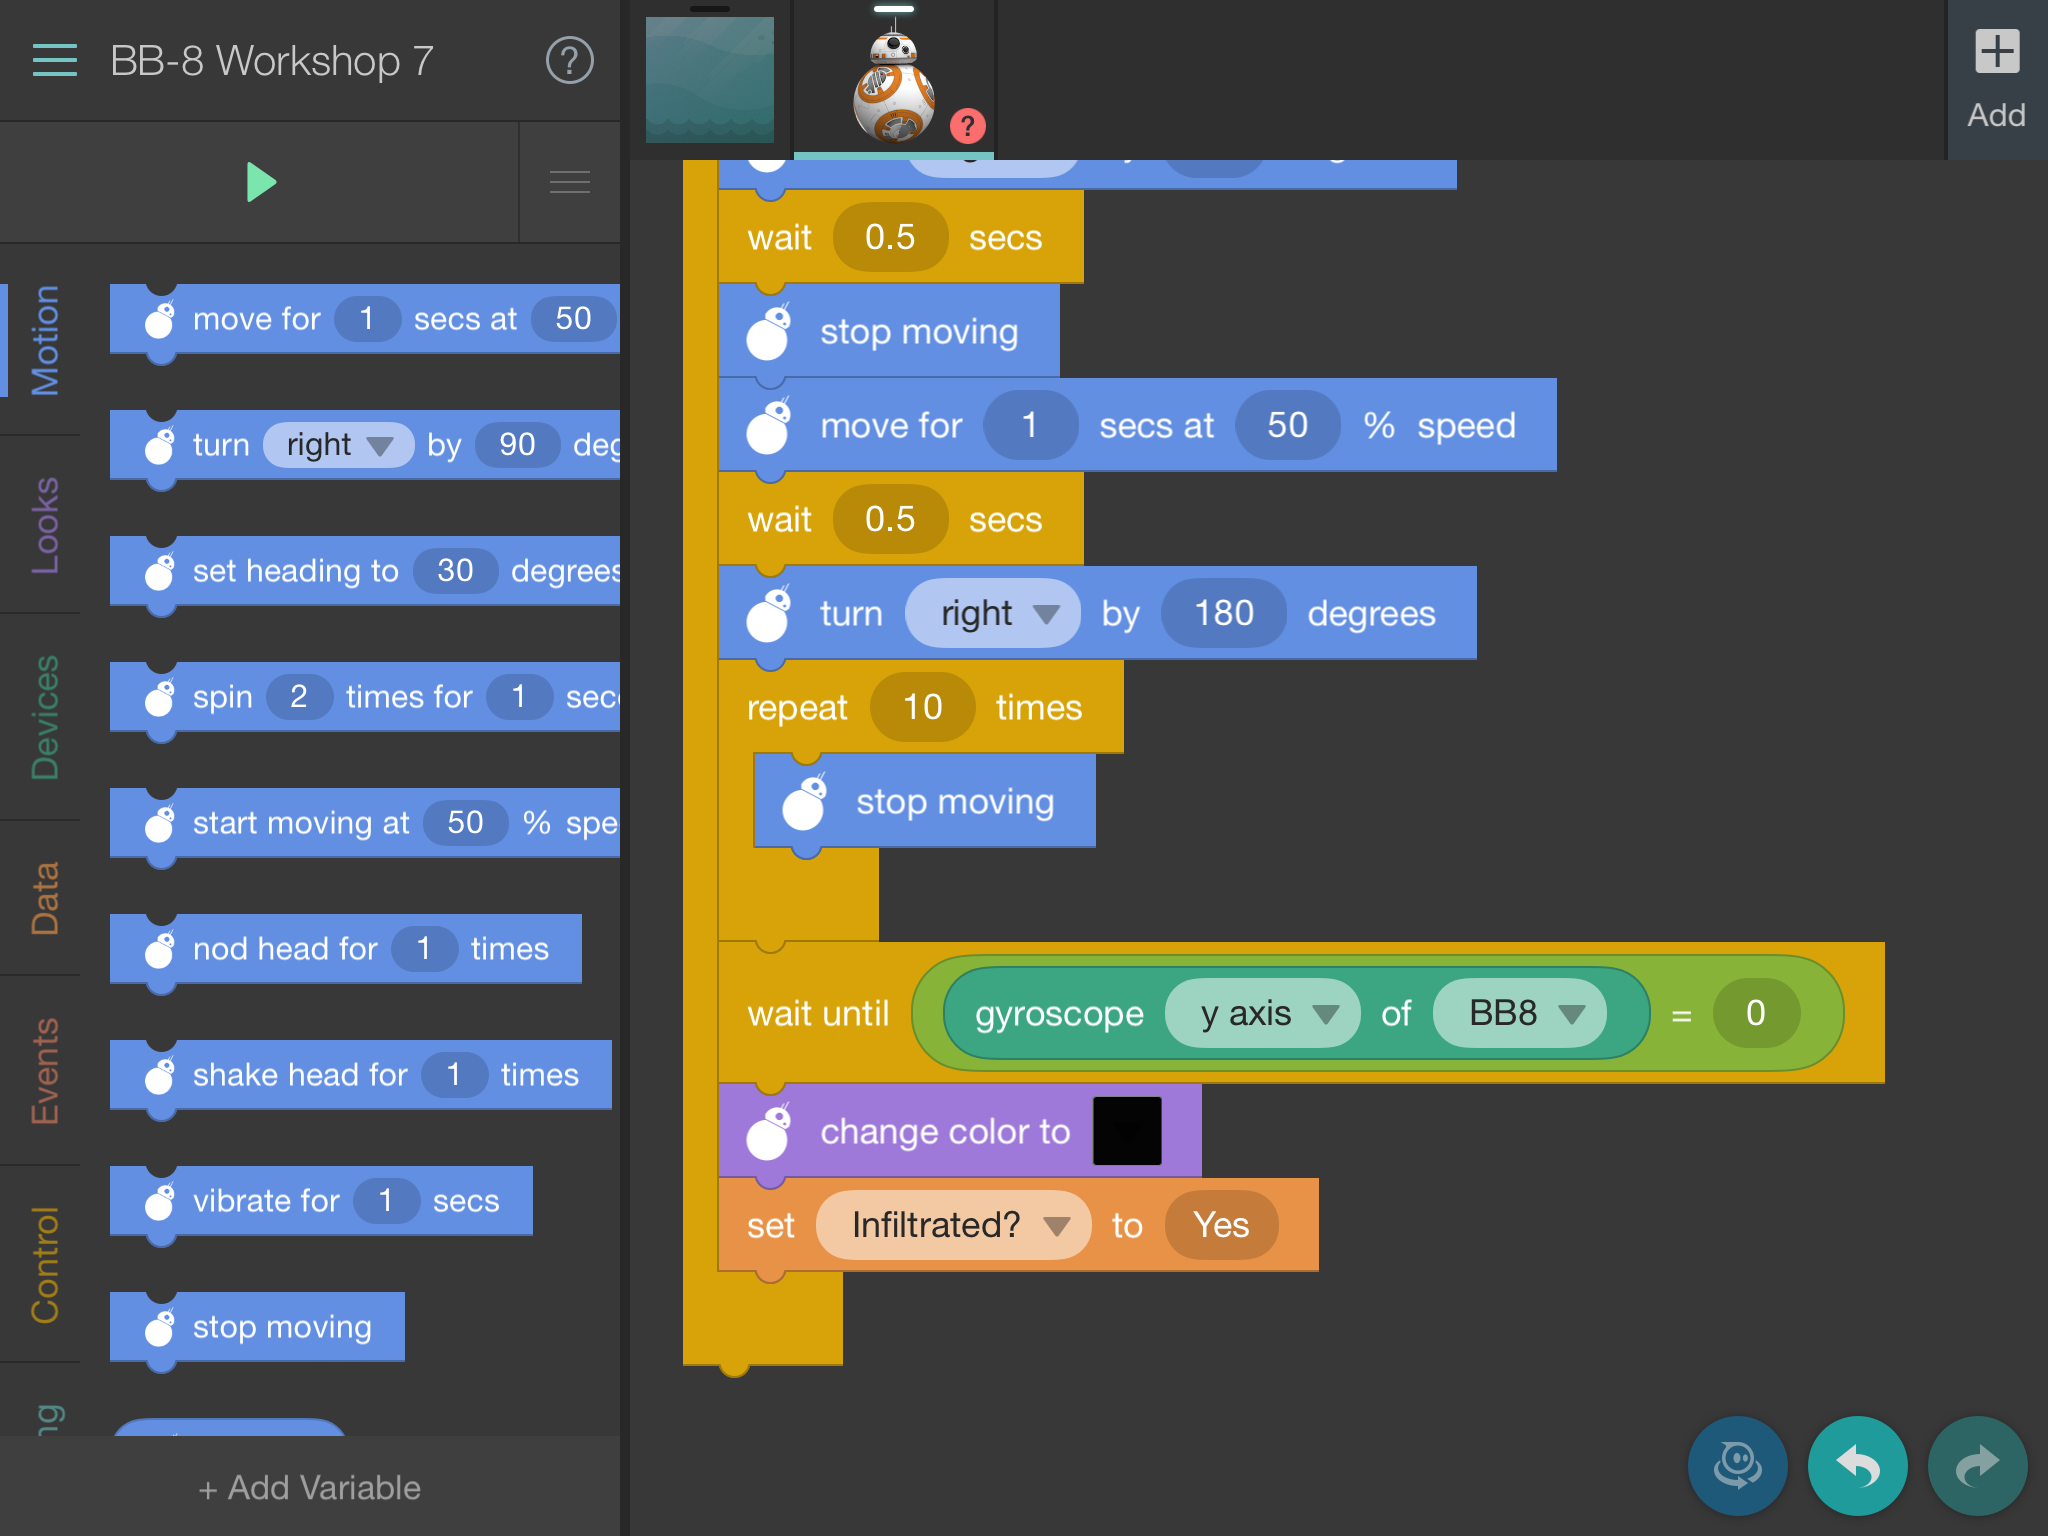 BB-8 Workshop 7
?
?
Add
Motion
Looks
Devices
Data
Events
Control
ng
move for 1 secs at 50
turn right by 90 deg
set heading to 30 degrees
spin 2 times for 1 sec
start moving at 50 % spe
nod head for 1 times
shake head for 1 times
vibrate for 1 secs
stop moving
+ Add Variable
wait 0.5 secs
stop moving
move for 1 secs at 50 % speed
wait 0.5 secs
turn right by 180 degrees
repeat 10 times
stop moving
wait until gyroscope y axis of BB8 = 0
change color to
set Infiltrated? to Yes